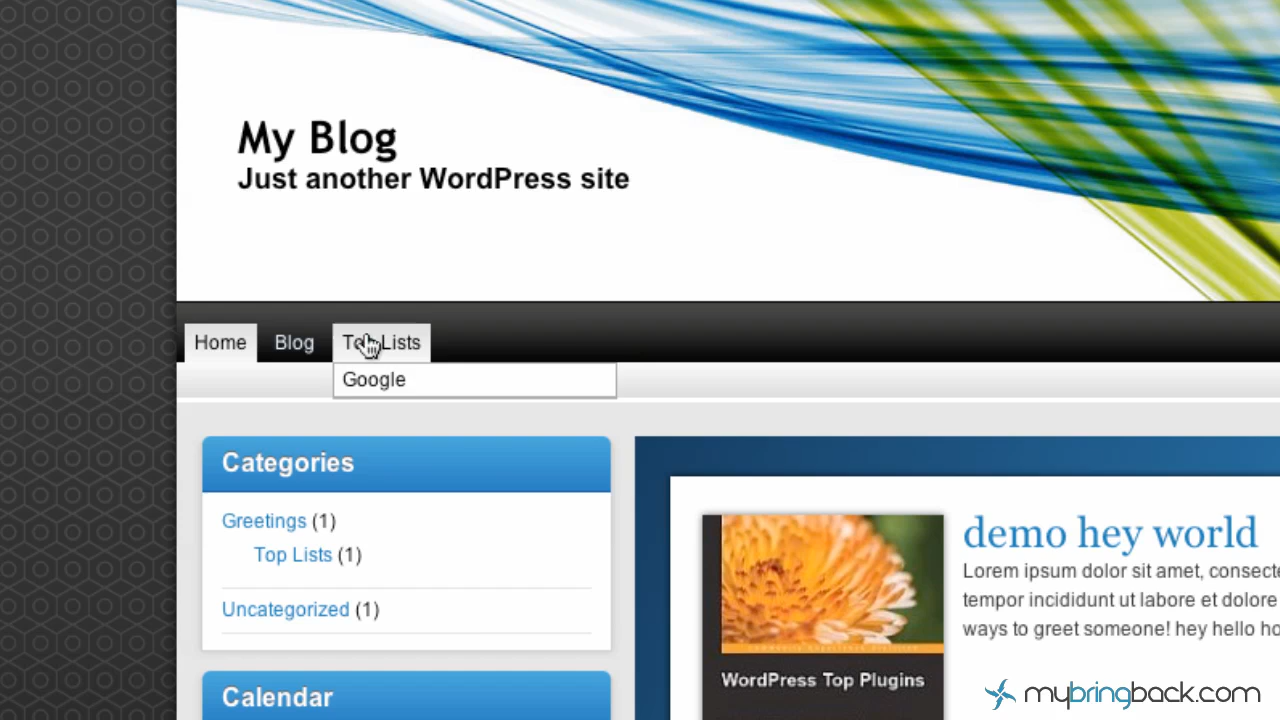 My Blog
Just another WordPress site
Home Blog Top Lists
Google
Categories
Greetings (1)
Top Lists (1)
Uncategorized (1)
Calendar
demo hey world
Lorem ipsum dolor sit amet,
tempor incididunt ut labore et dolore
ways to greet someone! hey hello
WordPress Top Plugins
mybringback.com